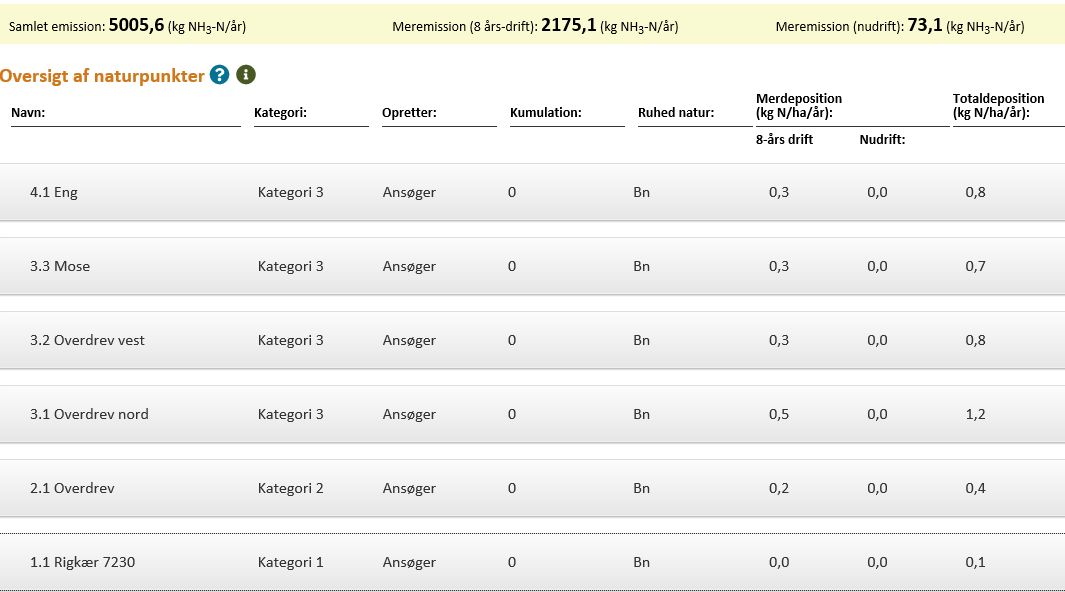 Samlet emission: 5005,6 (kg NH3-N/år) Meremission (8 års-drift): 2175,1 (kg NH3-N/år) Meremission (nudrift): 73,1 (kg NH3-N/år)
Oversigt af naturpunkter ? i
Navn: Kategori: Opretter: Kumulation: Ruhed natur: Merdeposition (kg N/ha/år): Totaldeposition (kg N/ha/år):
8-års drift Nudrift:
4.1 Eng Kategori 3 Ansøger 0 Bn 0,3 0,0 0,8
3.3 Mose Kategori 3 Ansøger 0 Bn 0,3 0,0 0,7
3.2 Overdrev vest Kategori 3 Ansøger 0 Bn 0,3 0,0 0,8
3.1 Overdrev nord Kategori 3 Ansøger 0 Bn 0,5 0,0 1,2
2.1 Overdrev Kategori 2 Ansøger 0 Bn 0,2 0,0 0,4
1.1 Rigkær 7230 Kategori 1 Ansøger 0 Bn 0,0 0,0 0,1